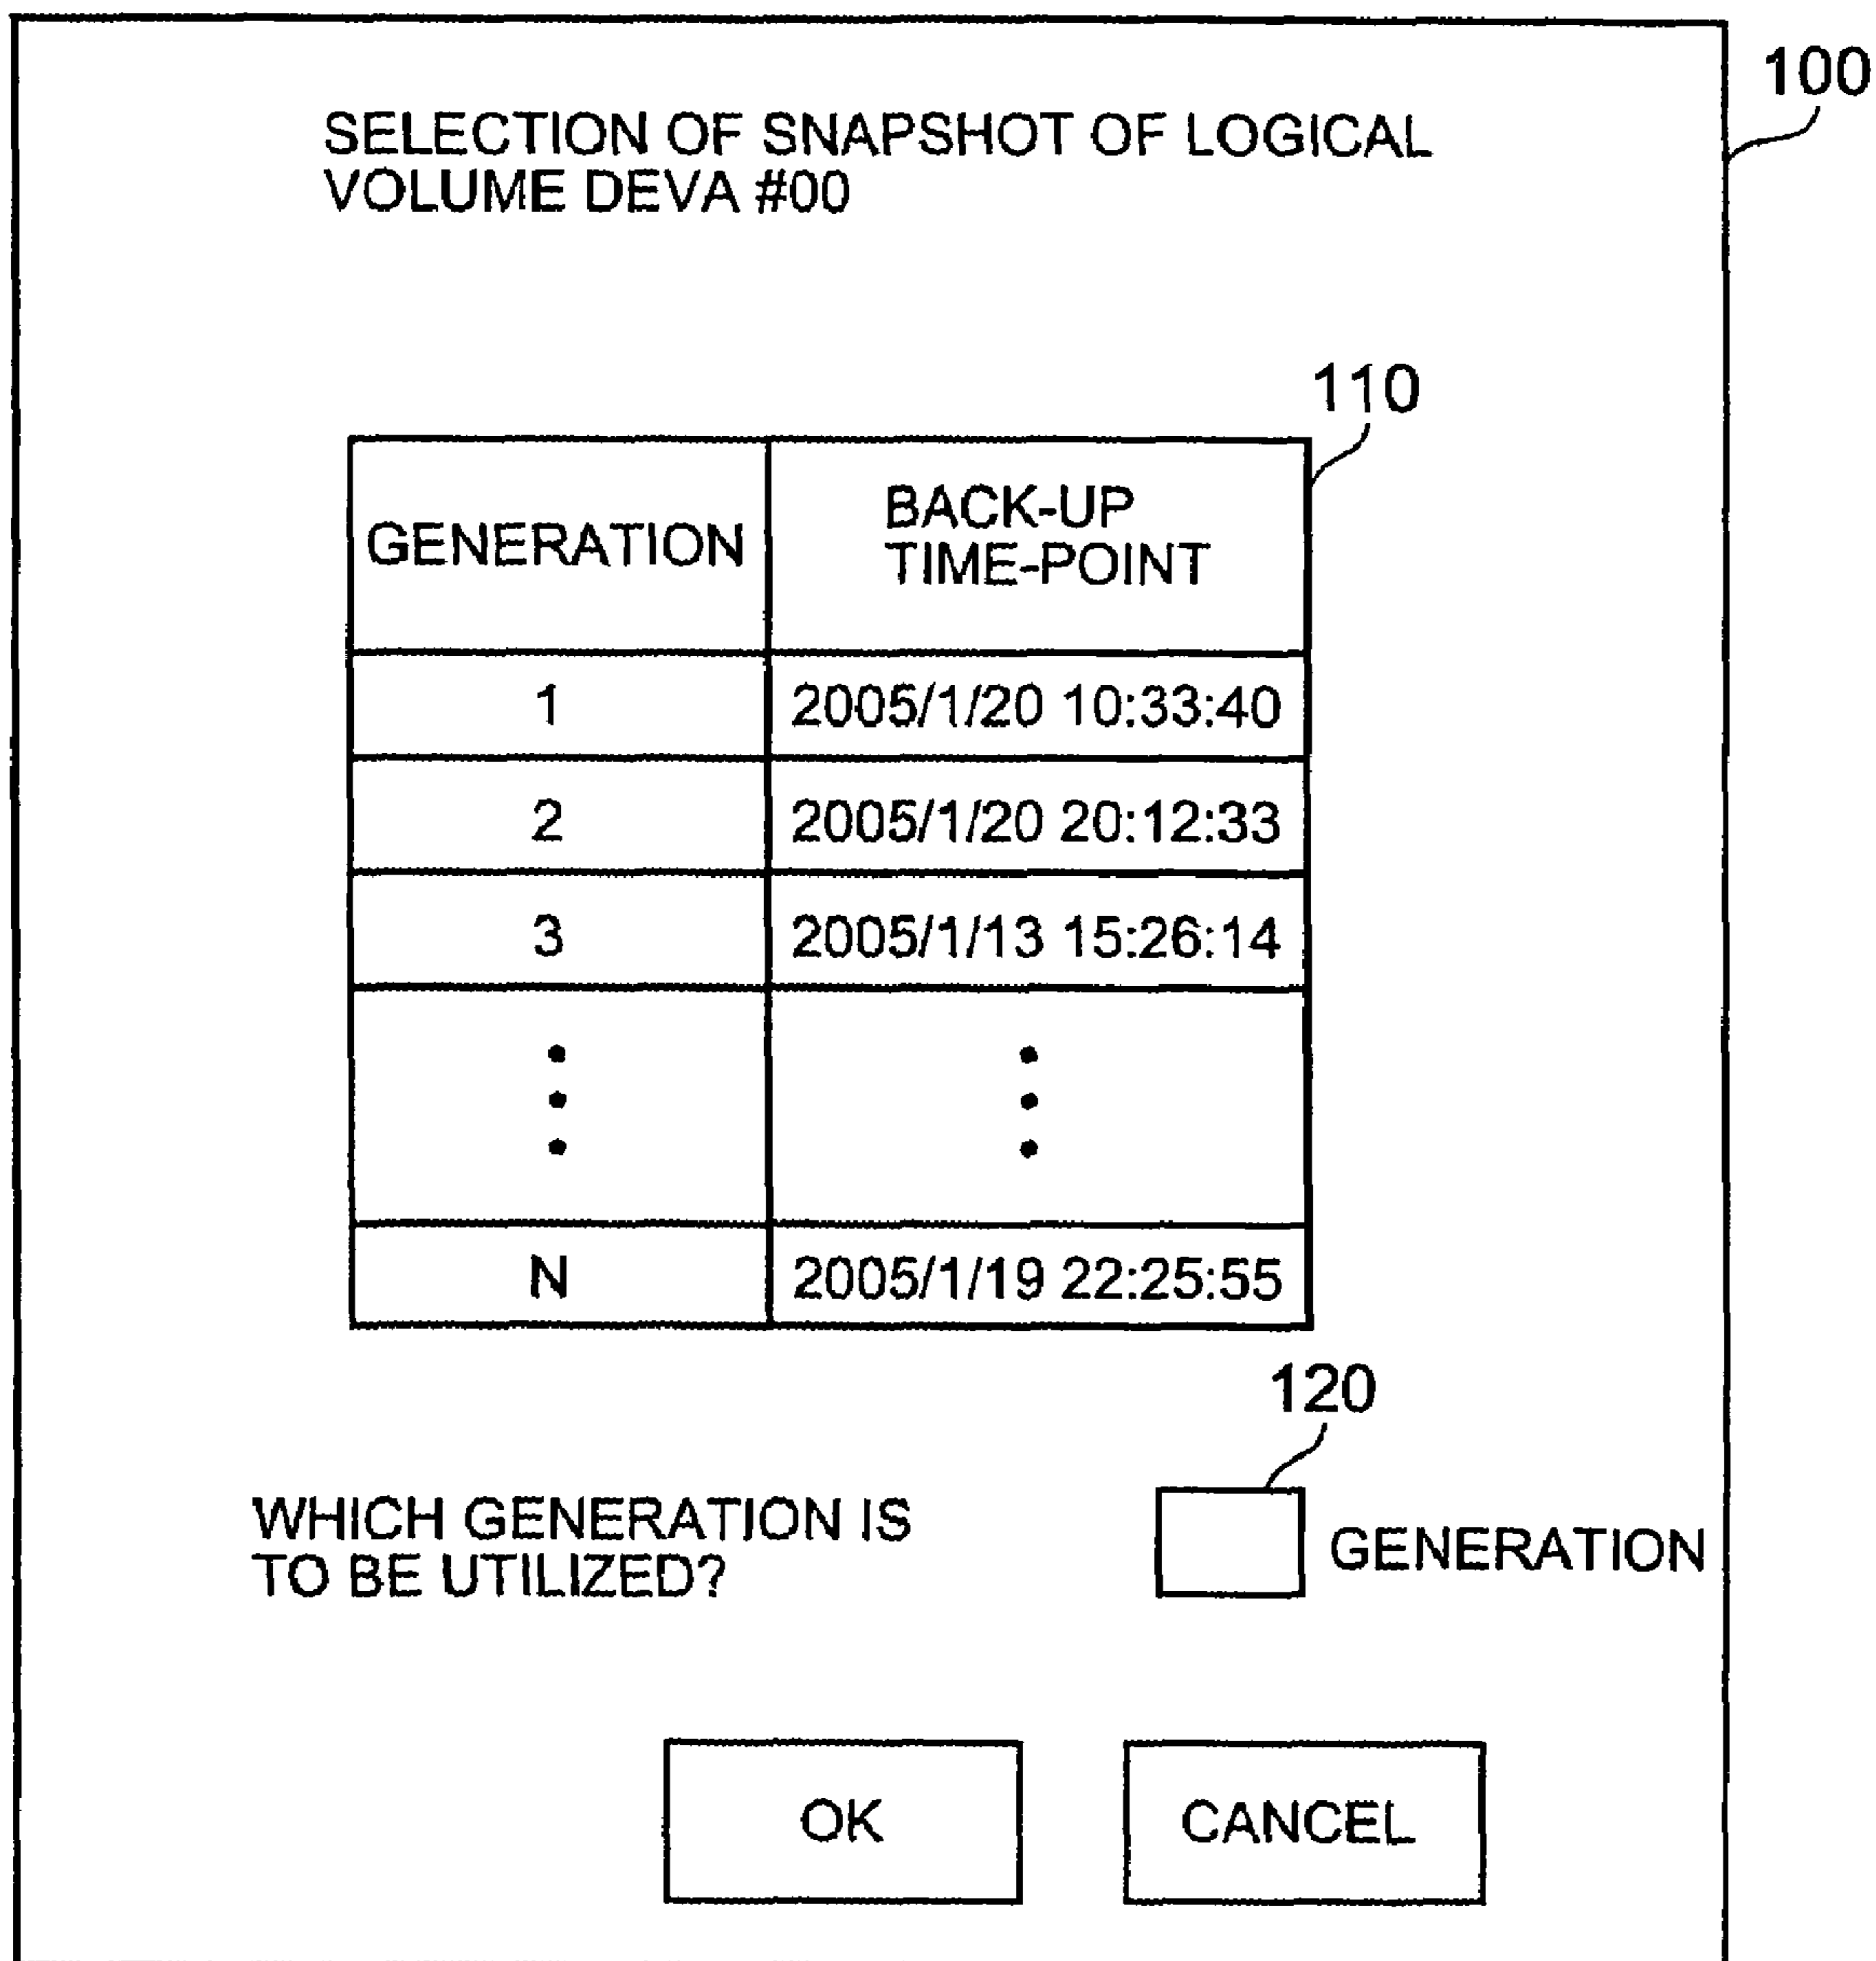 100
SELECTION OF SNAPSHOT OF LOGICAL
VOLUME DEVA #00
110
GENERATION
BACK-UP
TIME-POINT
1 2005/1/20 10:33:40
2 2005/1/20 20:12:33
3 2005/1/13 15:26:14
N 2005/1/19 22:25:55
120
WHICH GENERATION IS
TO BE UTILIZED?
GENERATION
OK CANCEL